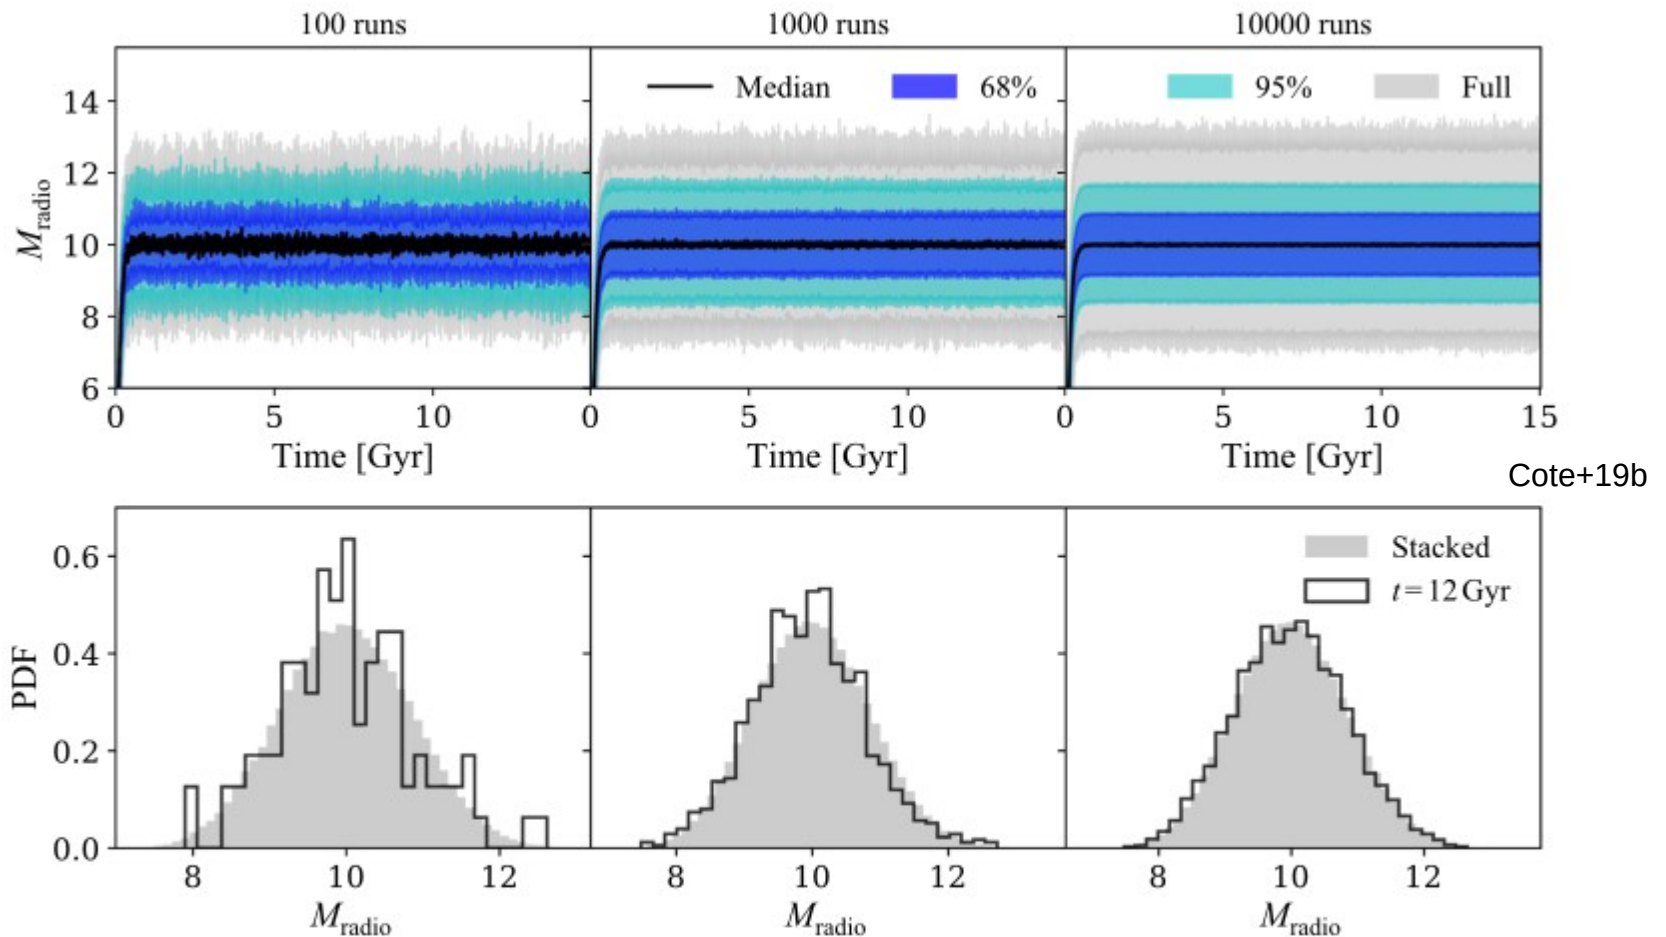 100 runs 1000 runs 10000 runs
Median 68% 95% Full
14
12
10
8
6
M_radio
0 5 10 0 5 10 0 5 10 15
Time [Gyr] Time [Gyr] Time [Gyr]
Cote+19b
Stacked
t = 12 Gyr
0.6
0.4
0.2
0.0
PDF
8 10 12 8 10 12 8 10 12
M_radio M_radio M_radio